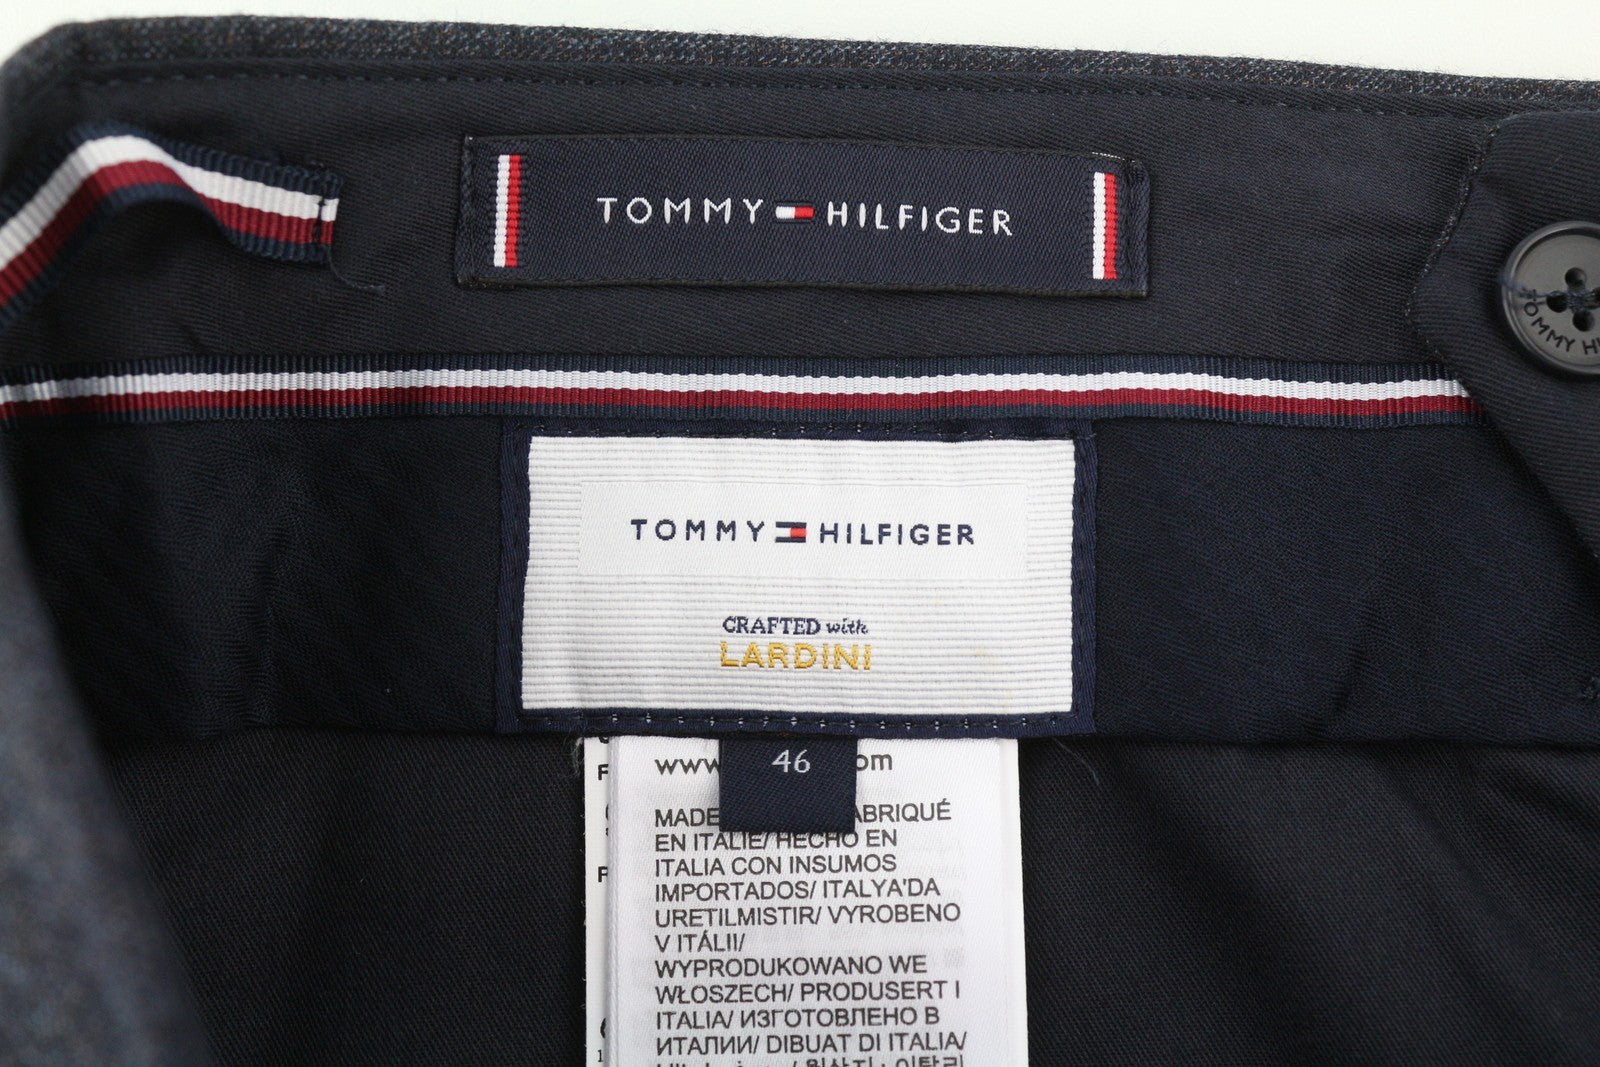 TOMMY HILFIGER
TOMMY H
TOMMY HILFIGER
CRAFTED with
LARDINI
46
www om
MADE ABRIQUÉ
EN ITALIE/ HECHO EN
ITALIA CON INSUMOS
IMPORTADOS/ ITALYA'DA
URETILMISTIR/ VYROBENO
V ITÁLII/
WYPRODUKOWANO WE
WŁOSZECH/ PRODUSERT I
ITALIA/ ИЗГОТОВЛЕНО В
ИТАЛИИ/ DIBUAT DI ITALIA/